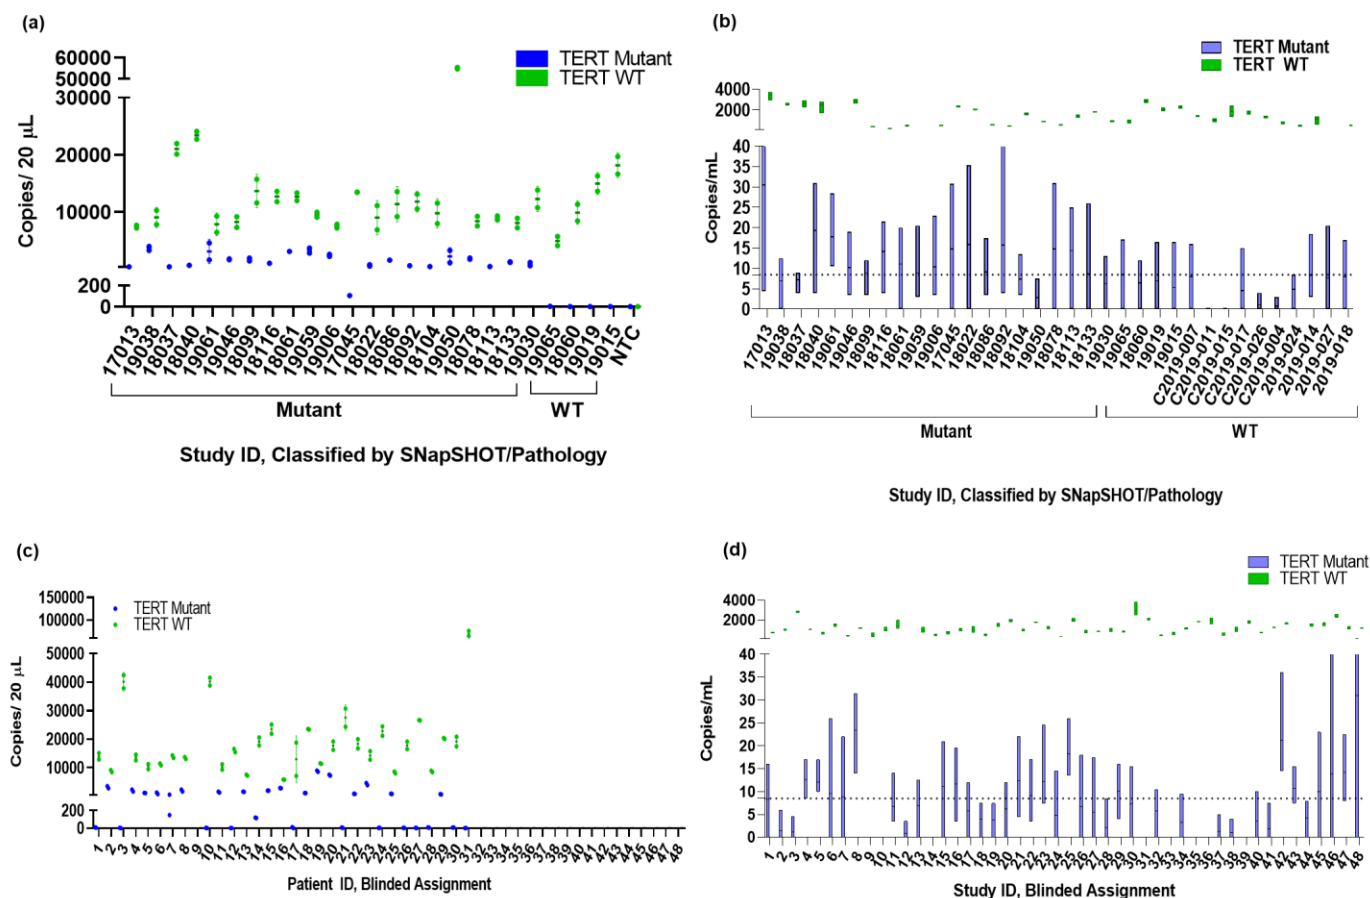 (a)
TERT Mutant
TERT WT
60000
50000
30000
20000
10000
200
0
Copies/ 20 µL
17013 19038 18037 18040 19061 19046 18099 18116 18061 19059 19006 17045 18022 18086 18092 18104 19050 18078 18113 18133 19030 19065 18060 19019 19015 NTC
Mutant WT
Study ID, Classified by SNapSHOT/Pathology
(b)
TERT Mutant
TERT WT
4000
2000
40
35
30
25
20
15
10
5
0
Copies/mL
17013 19038 18037 18040 19061 19046 18099 18116 18061 19059 19006 17045 18022 18086 18092 18104 19050 18078 18113 18133 19030 19065 18060 19019 19015 C2019-007 C2019-011 C2019-15 C2019-017 C2019-026 C2019-004 2019-024 2019-014 2019-027 2019-018
Mutant WT
Study ID, Classified by SNapSHOT/Pathology
(c)
TERT Mutant
TERT WT
150000
100000
50000
40000
30000
20000
10000
200
0
Copies/ 20 µL
1 2 3 4 5 6 7 8 9 10 11 12 13 14 15 16 17 18 19 20 21 22 23 24 25 26 27 28 29 30 31 32 33 34 35 36 37 38 39 40 41 42 43 44 45 46 47 48
Patient ID, Blinded Assignment
(d)
TERT Mutant
TERT WT
4000
2000
40
35
30
25
20
15
10
5
0
Copies/mL
1 2 3 4 5 6 7 8 9 10 11 12 13 14 15 16 17 18 19 20 21 22 23 24 25 26 27 28 29 30 31 32 33 34 35 36 37 38 39 40 41 42 43 44 45 46 47 48
Study ID, Blinded Assignment